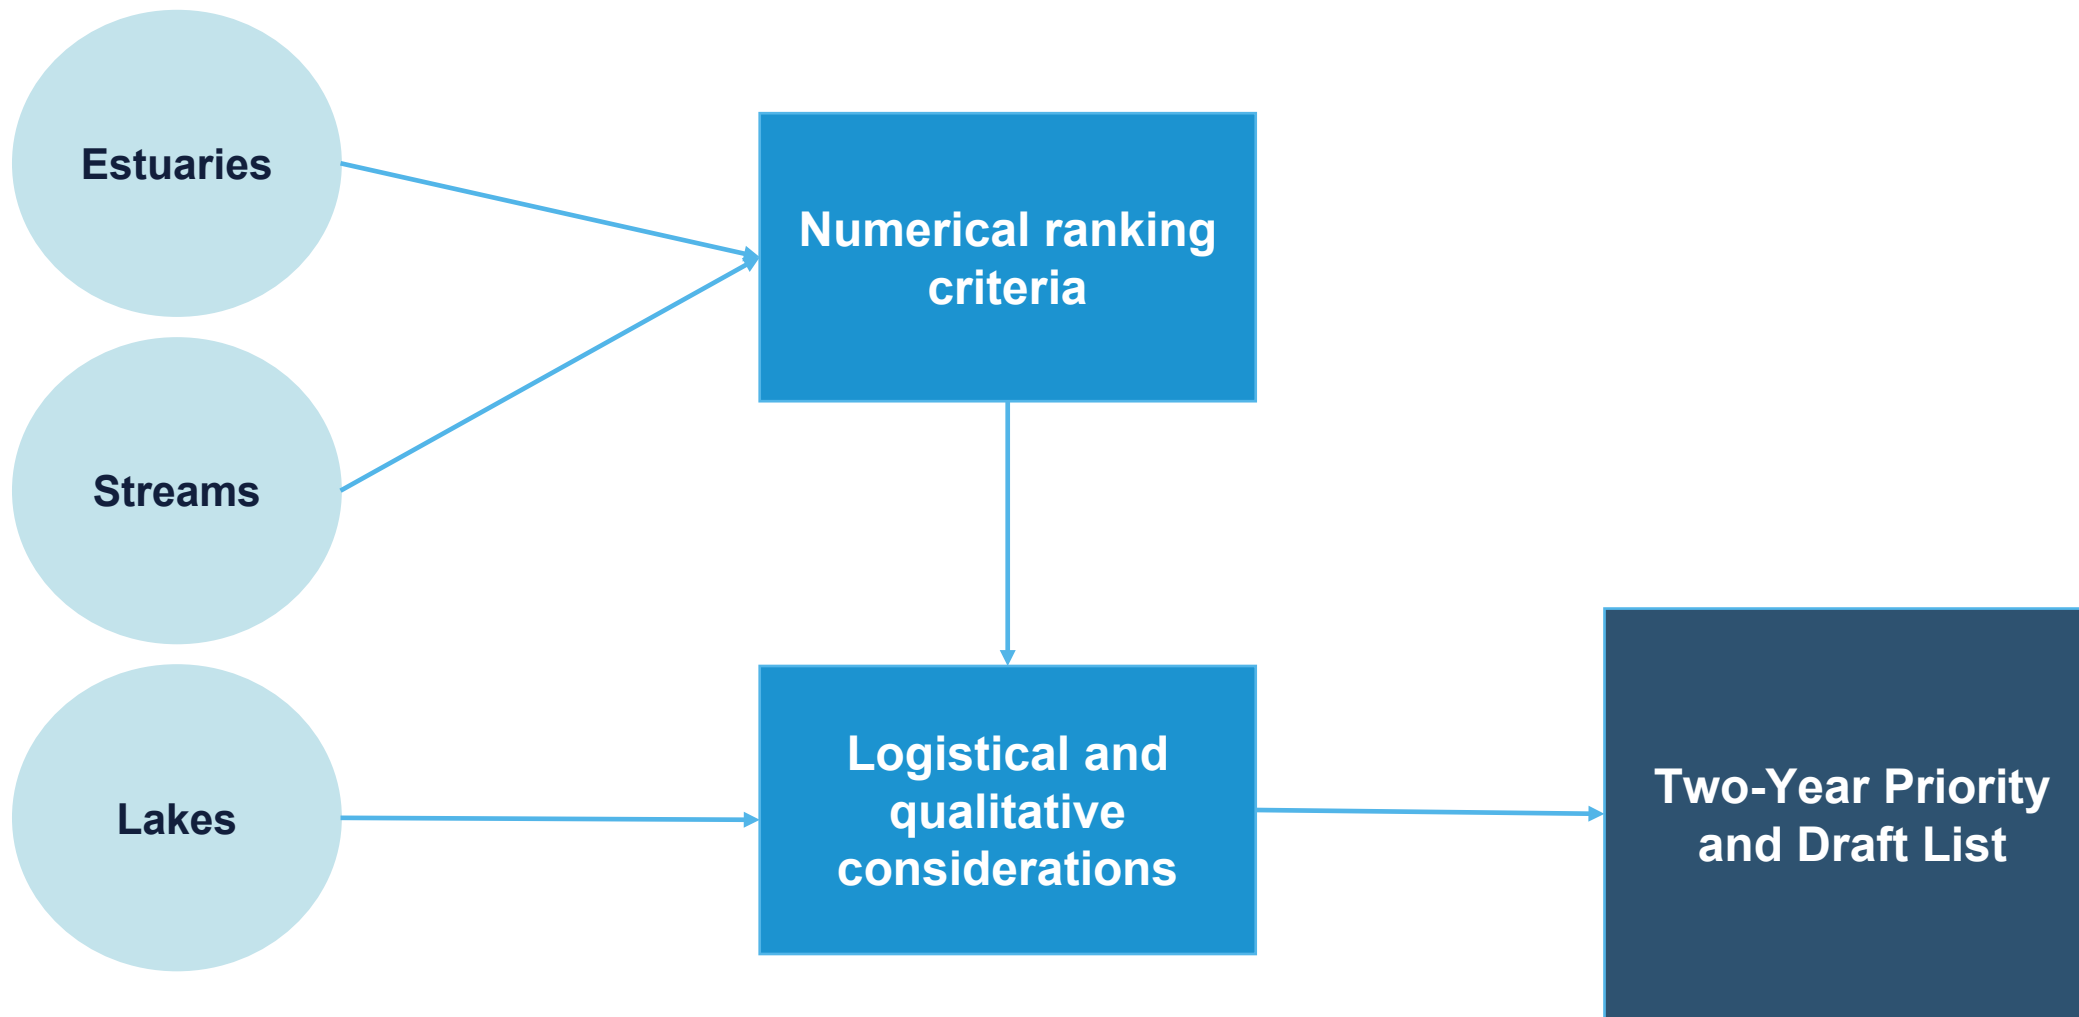 Estuaries
Numerical ranking
criteria
Streams
Lakes
Logistical and
qualitative
considerations
Two-Year Priority
and Draft List